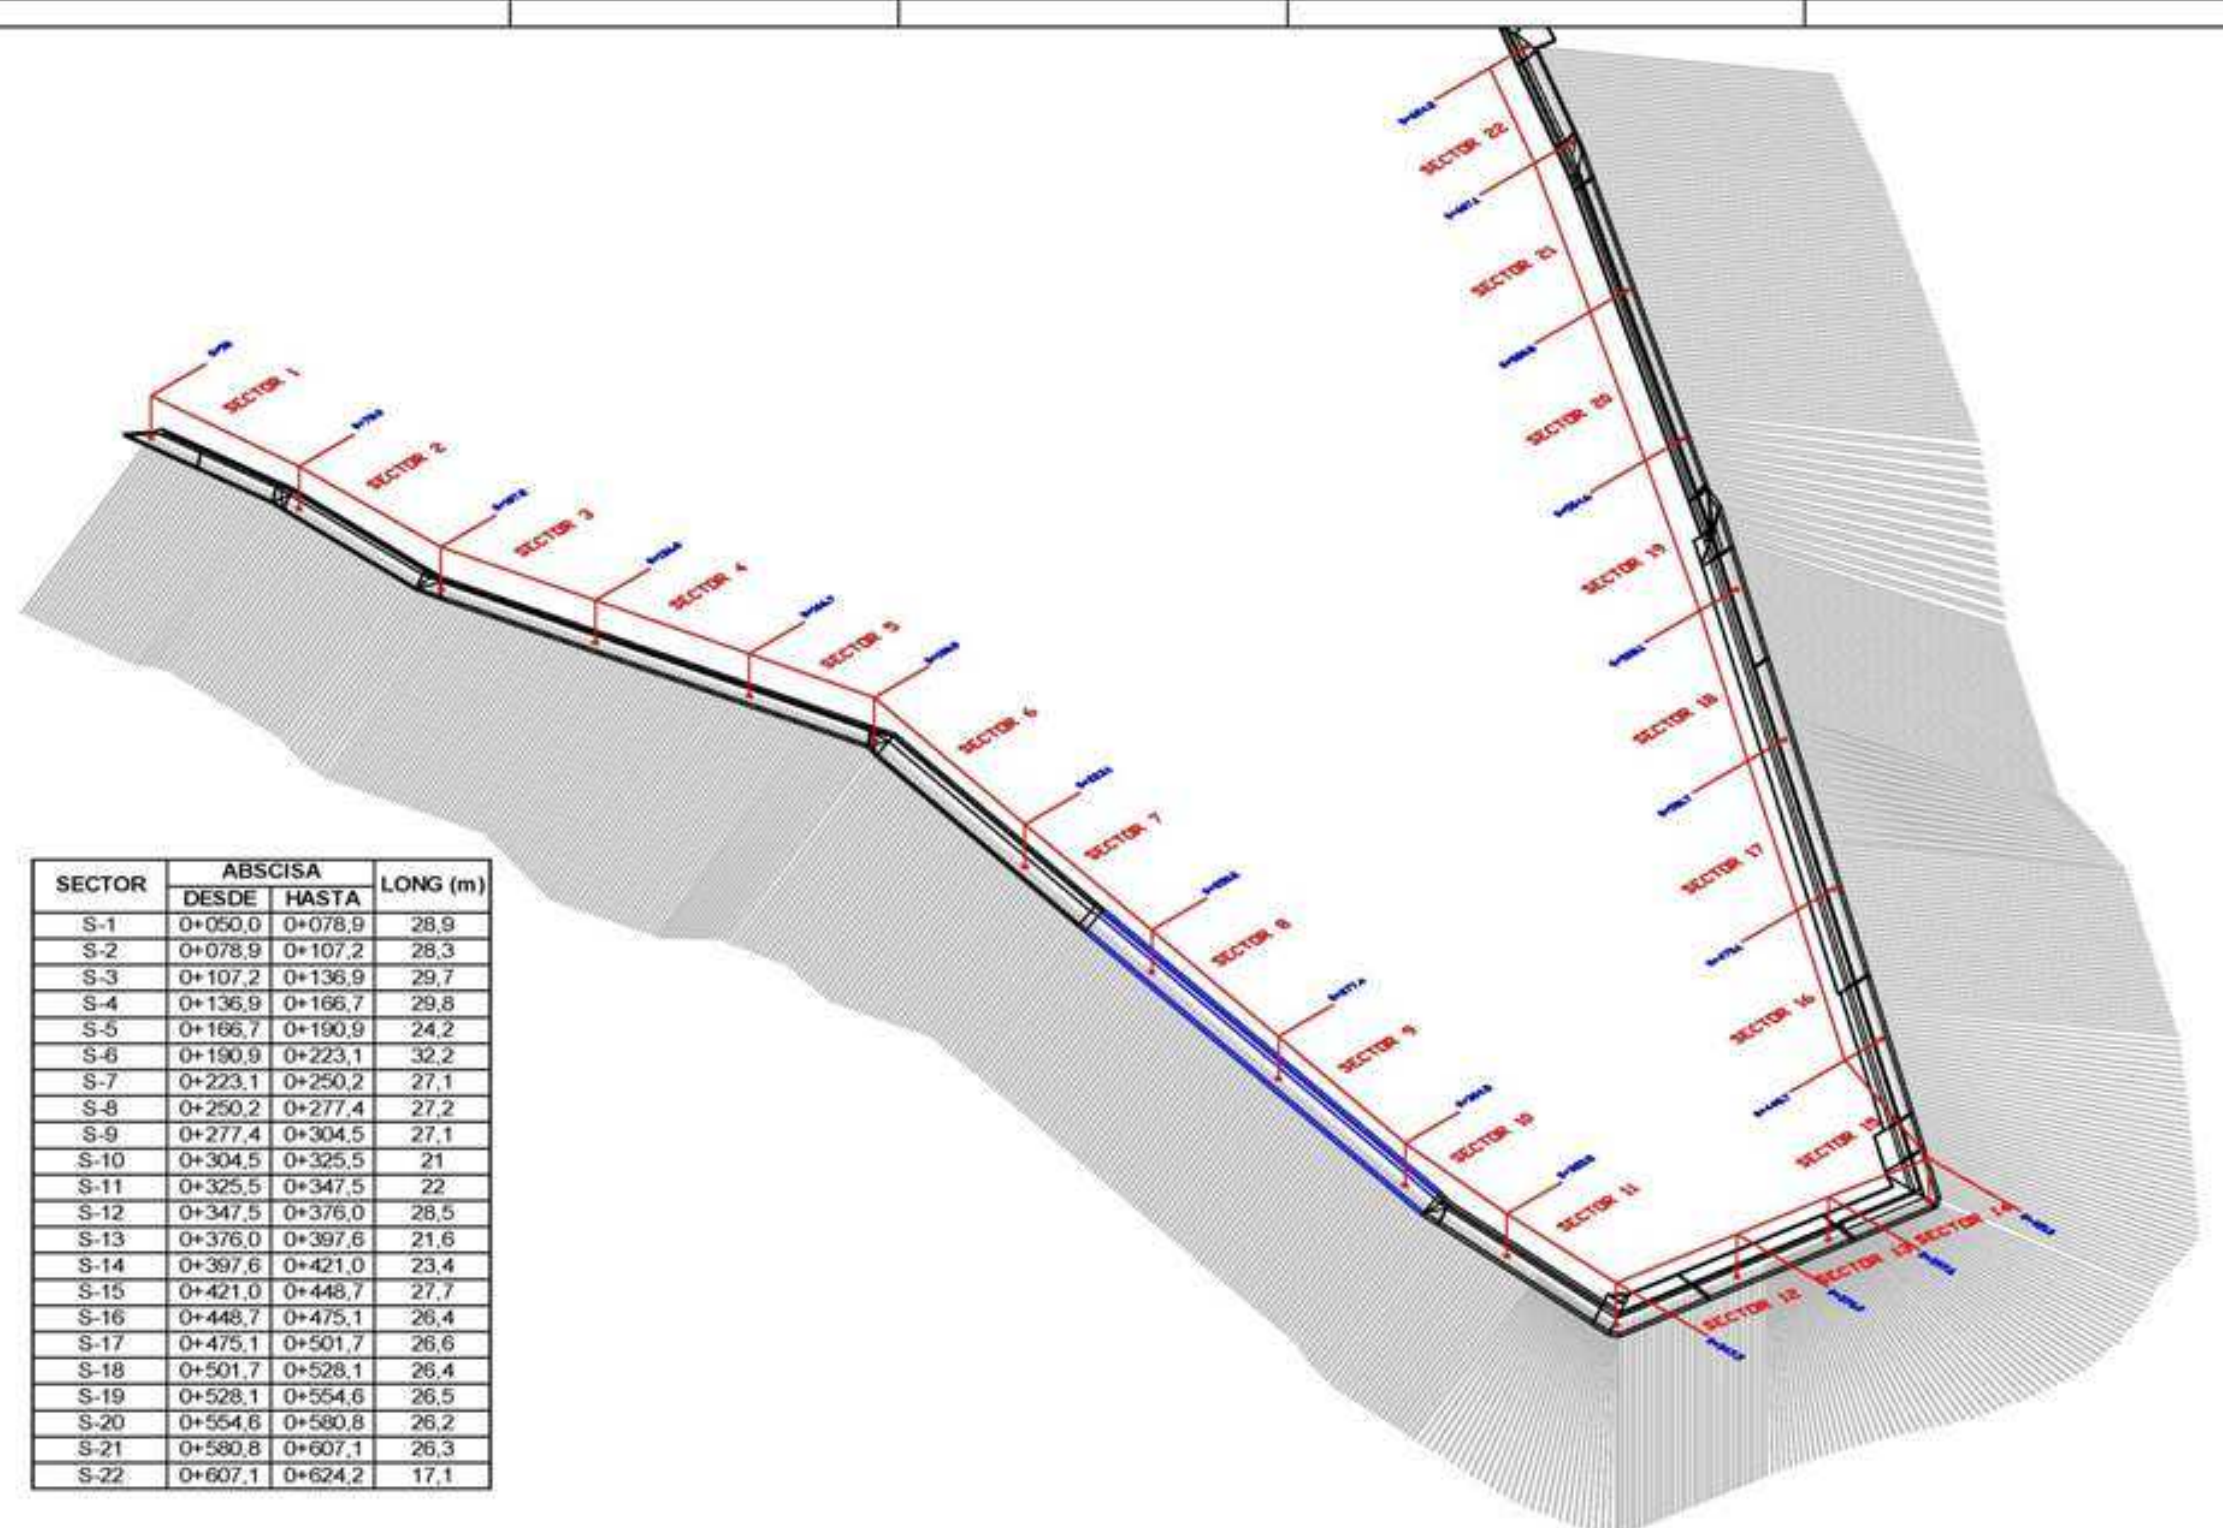 SECTOR 22
SECTOR 21
SECTOR 20
SECTOR 19
SECTOR 18
SECTOR 17
SECTOR 16
SECTOR 15
SECTOR 1
SECTOR 2
SECTOR 3
SECTOR 4
SECTOR 5
SECTOR 6
SECTOR 7
SECTOR 8
SECTOR 9
SECTOR 10
SECTOR 11
SECTOR 12
SECTOR 13
SECTOR 14
SECTOR ABSCISA LONG (m)
DESDE HASTA
S-1 0+050,0 0+078,9 28,9
S-2 0+078,9 0+107,2 28,3
S-3 0+107,2 0+136,9 29,7
S-4 0+136,9 0+166,7 29,8
S-5 0+166,7 0+190,9 24,2
S-6 0+190,9 0+223,1 32,2
S-7 0+223,1 0+250,2 27,1
S-8 0+250,2 0+277,4 27,2
S-9 0+277,4 0+304,5 27,1
S-10 0+304,5 0+325,5 21
S-11 0+325,5 0+347,5 22
S-12 0+347,5 0+376,0 28,5
S-13 0+376,0 0+397,6 21,6
S-14 0+397,6 0+421,0 23,4
S-15 0+421,0 0+448,7 27,7
S-16 0+448,7 0+475,1 26,4
S-17 0+475,1 0+501,7 26,6
S-18 0+501,7 0+528,1 26,4
S-19 0+528,1 0+554,6 26,5
S-20 0+554,6 0+580,8 26,2
S-21 0+580,8 0+607,1 26,3
S-22 0+607,1 0+624,2 17,1